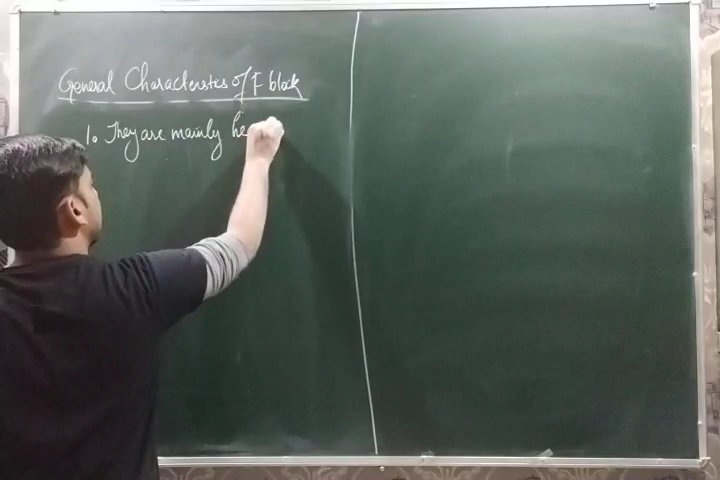 General Characterstics of F block
1. They are mainly he